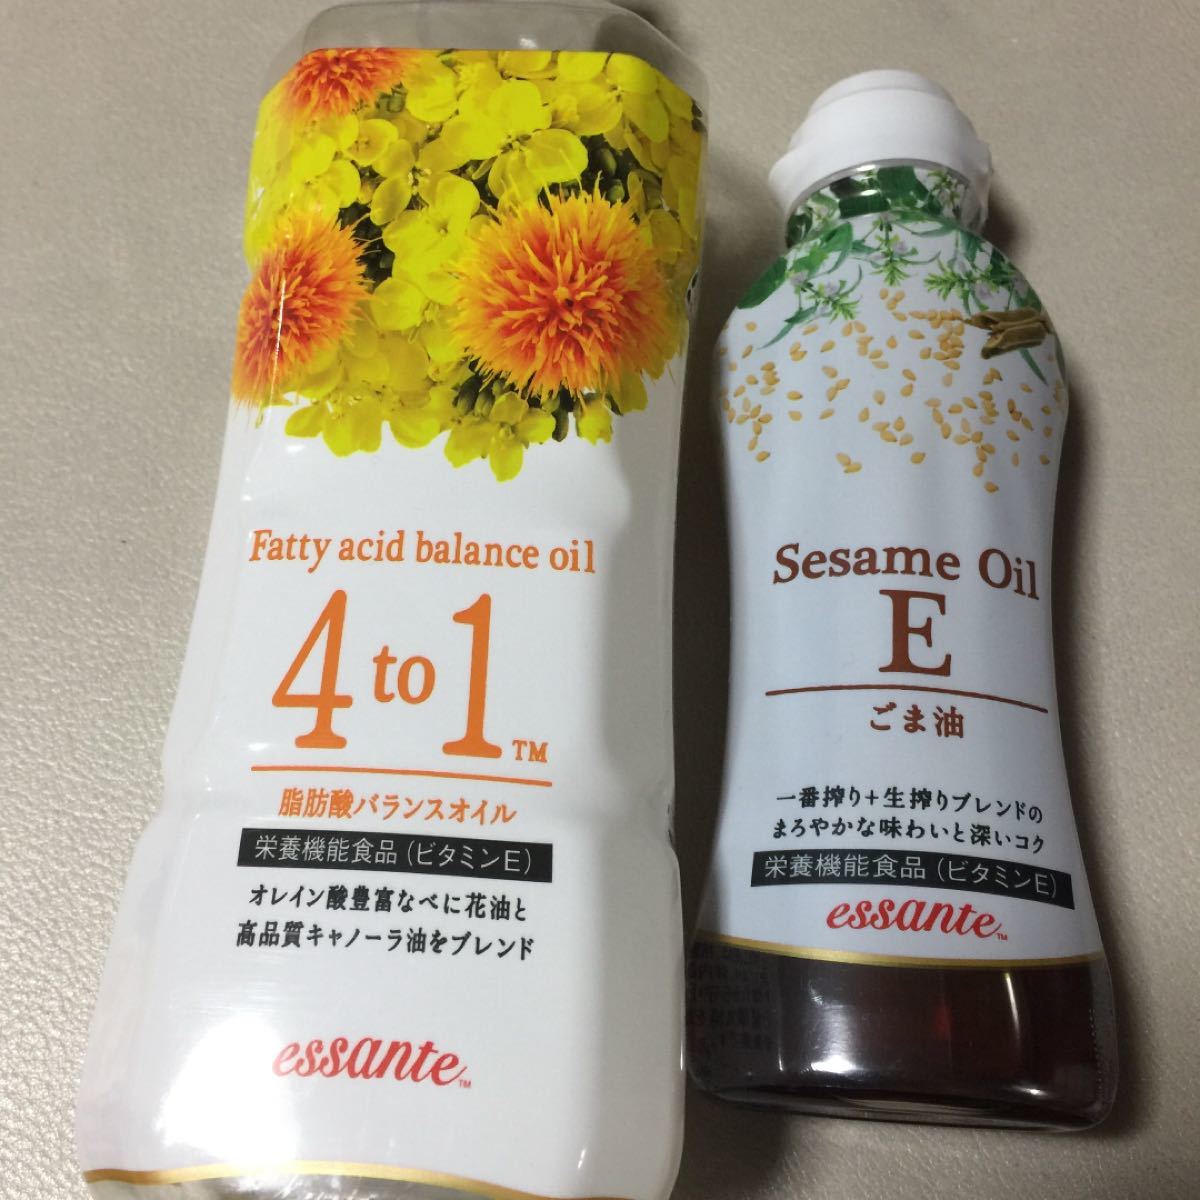 Fatty acid balance oil
4 to 1™
脂肪酸バランスオイル
栄養機能食品（ビタミンE）
オレイン酸豊富なべに花油と
高品質キャノーラ油をブレンド
essante™
Sesame Oil
E
ごま油
一番搾り+生搾りブレンドの
まろやかな味わいと深いコク
栄養機能食品（ビタミンE）
essante™